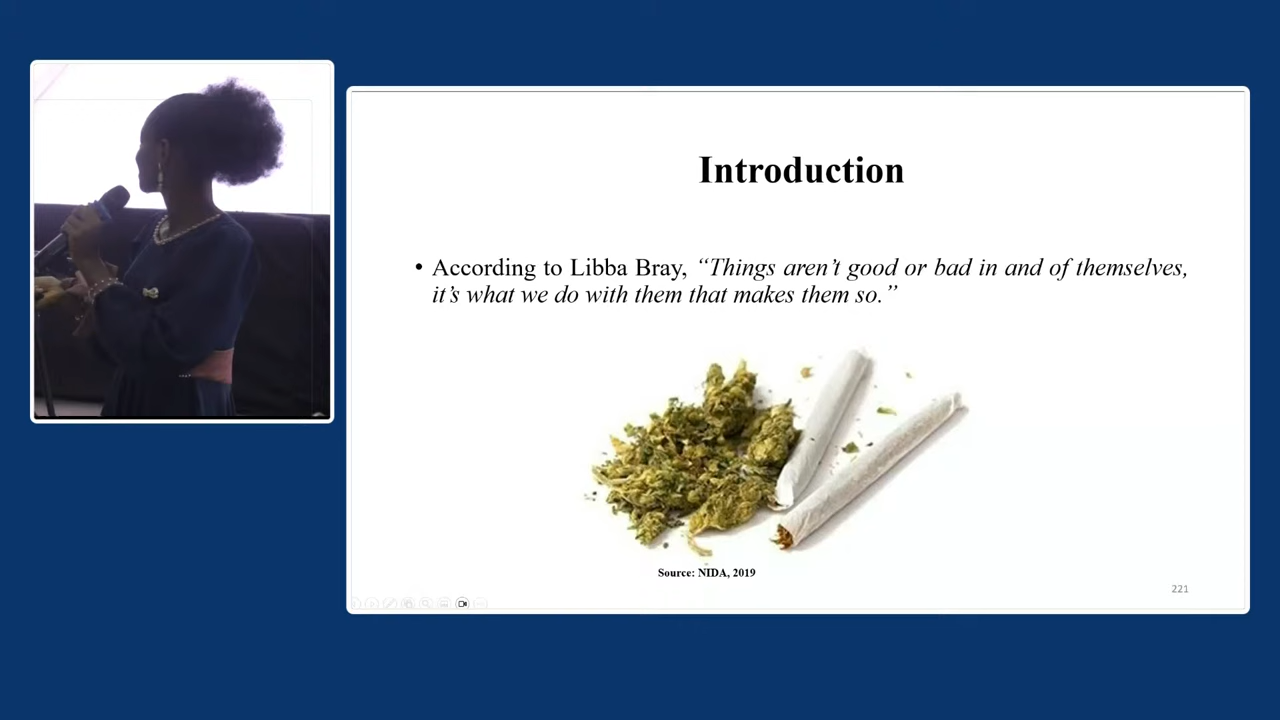 Introduction
• According to Libba Bray, “Things aren’t good or bad in and of themselves,
it’s what we do with them that makes them so.”
Source: NIDA, 2019
221